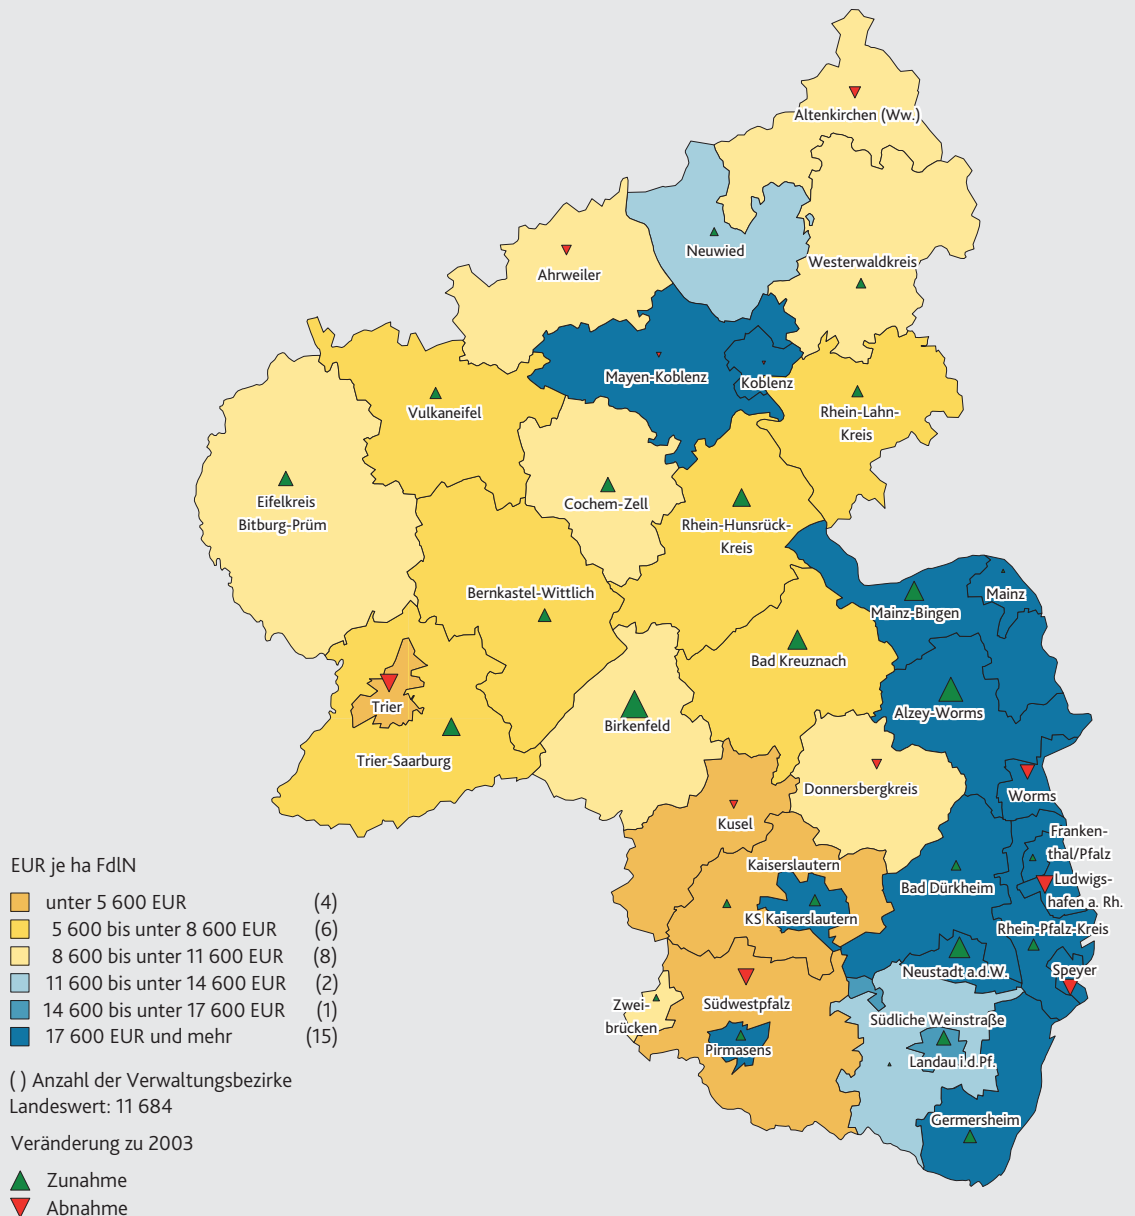 Altenkirchen (Ww.)
Neuwied
Westerwaldkreis
Ahrweiler
Mayen-Koblenz
Koblenz
Vulkaneifel
Rhein-Lahn-
Kreis
Eifelkreis
Bitburg-Prüm
Cochem-Zell
Rhein-Hunsrück-
Kreis
Bernkastel-Wittlich
Mainz-Bingen
Mainz
Bad Kreuznach
Trier
Birkenfeld
Alzey-Worms
Trier-Saarburg
Donnersbergkreis
Worms
Kusel
Franken-
thal/Pfalz
Kaiserslautern
Bad Dürkheim
Ludwigs-
hafen a. Rh.
KS Kaiserslautern
Rhein-Pfalz-Kreis
Neustadt a.d.W.
Speyer
Zwei-
brücken
Südwestpfalz
Südliche Weinstraße
Pirmasens
Landau i.d.Pf.
Germersheim
EUR je ha FdlN
unter 5 600 EUR (4)
5 600 bis unter 8 600 EUR (6)
8 600 bis unter 11 600 EUR (8)
11 600 bis unter 14 600 EUR (2)
14 600 bis unter 17 600 EUR (1)
17 600 EUR und mehr (15)
( ) Anzahl der Verwaltungsbezirke
Landeswert: 11 684
Veränderung zu 2003
Zunahme
Abnahme